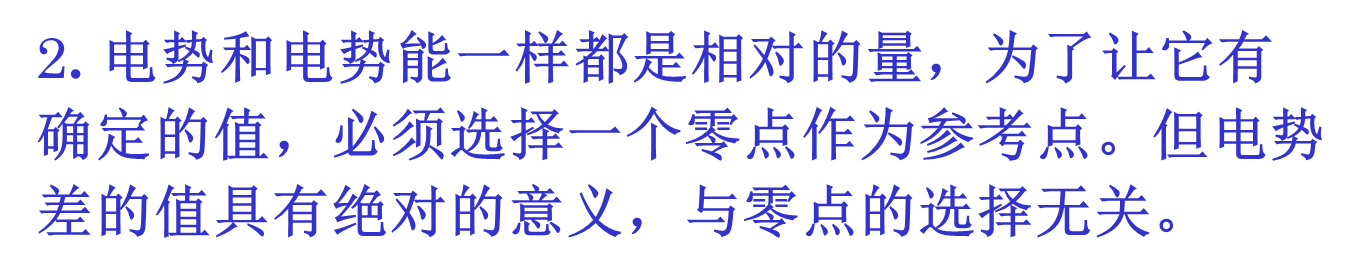 2. 电势和电势能一样都是相对的量，为了让它有
确定的值，必须选择一个零点作为参考点。但电势
差的值具有绝对的意义，与零点的选择无关。